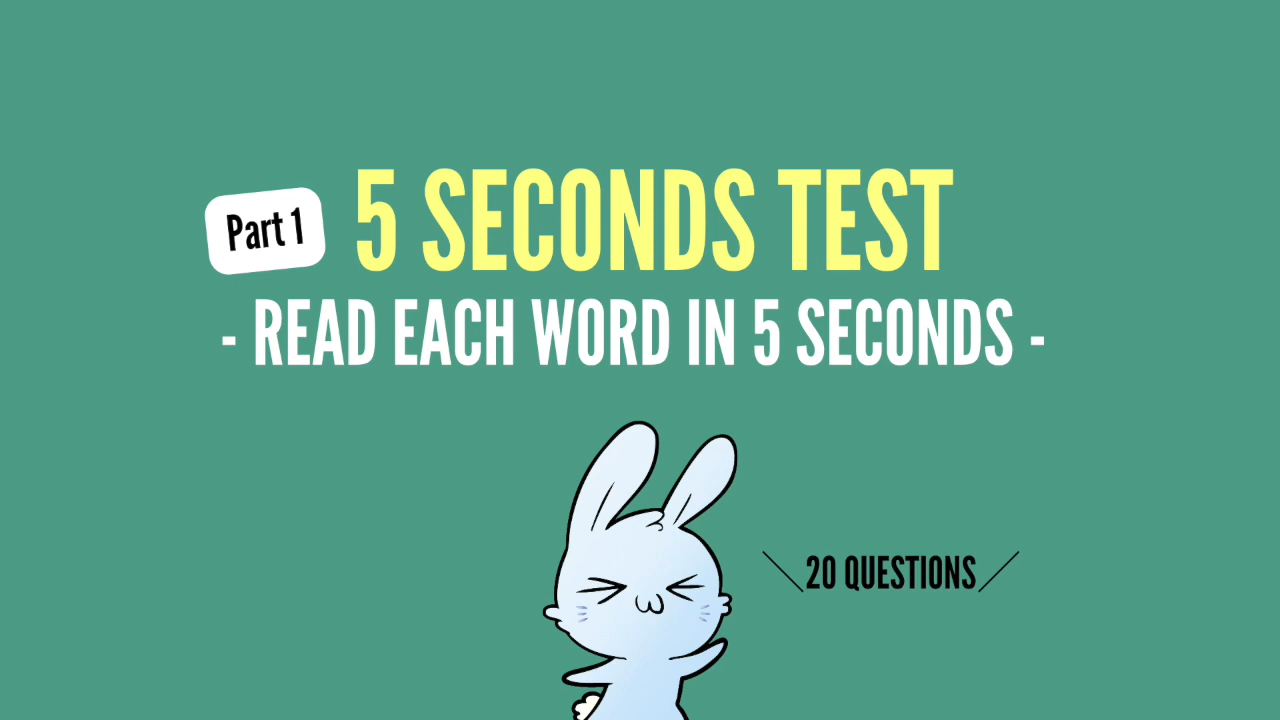 Part 1
5 SECONDS TEST
- READ EACH WORD IN 5 SECONDS -
20 QUESTIONS